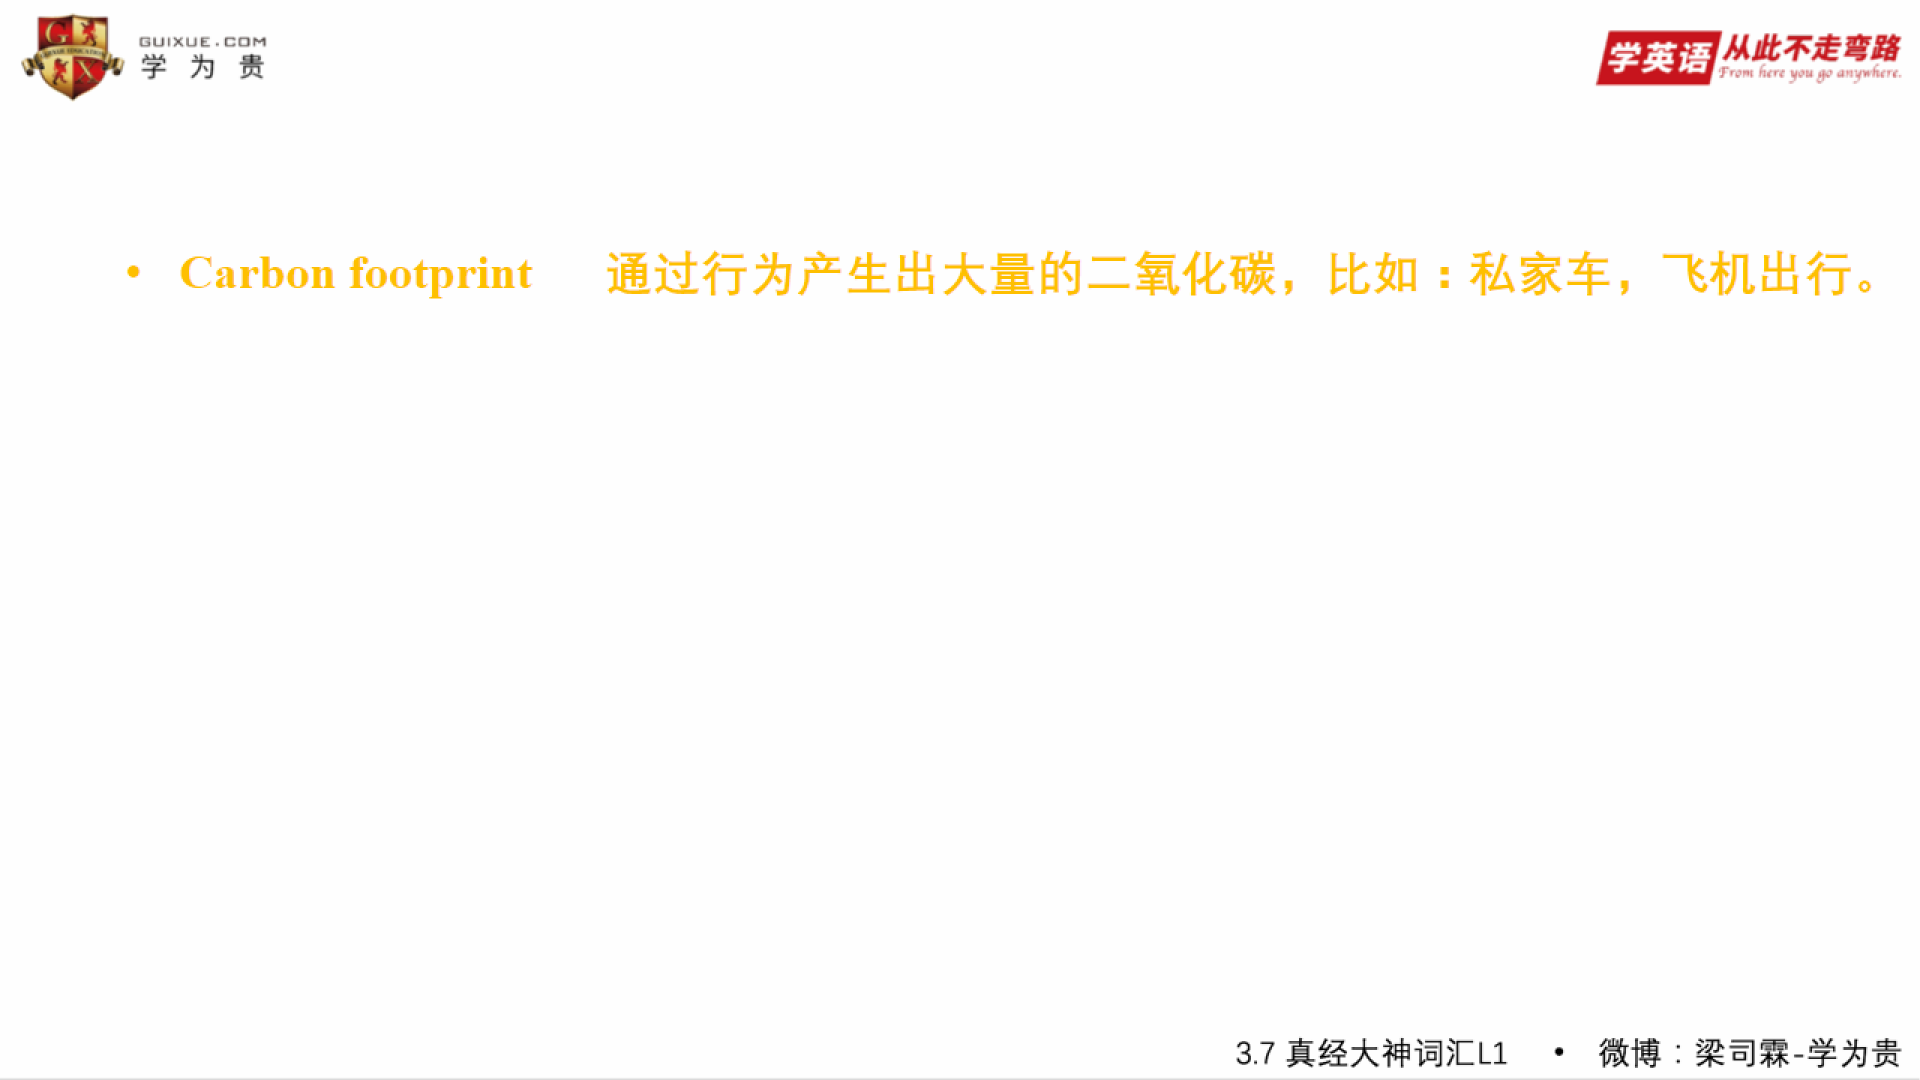 GUIXUE.COM
学为贵
学英语 从此不走弯路
From here you go anywhere.
• Carbon footprint 通过行为产生出大量的二氧化碳，比如：私家车，飞机出行。
3.7 真经大神词汇L1 • 微博：梁司霖-学为贵